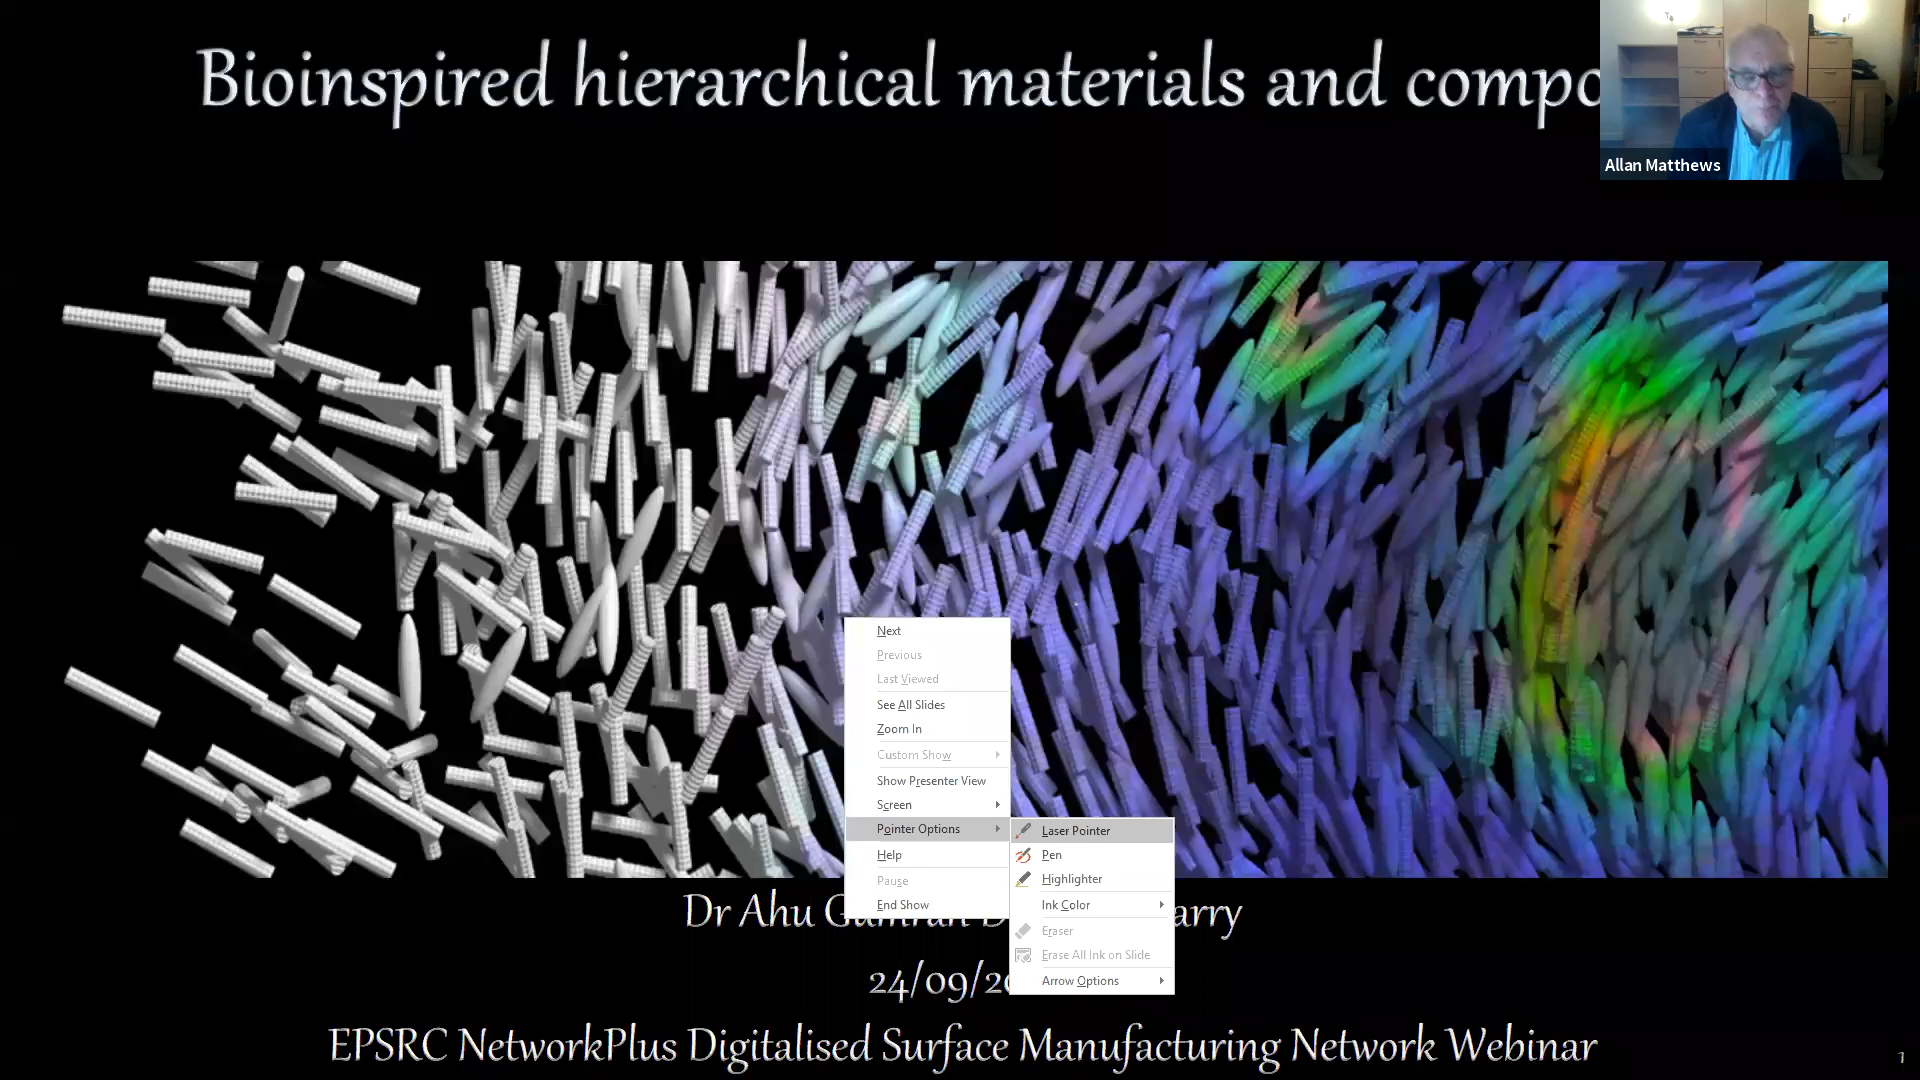 Bioinspired hierarchical materials and compo
Allan Matthews
Next
Previous
Last Viewed
See All Slides
Zoom In
Custom Show
Show Presenter View
Screen
Pointer Options
Help
Pause
End Show
Laser Pointer
Pen
Highlighter
Ink Color
Eraser
Erase All Ink on Slide
Arrow Options
Dr Ahu
24/09/20
EPSRC NetworkPlus Digitalised Surface Manufacturing Network Webinar
1